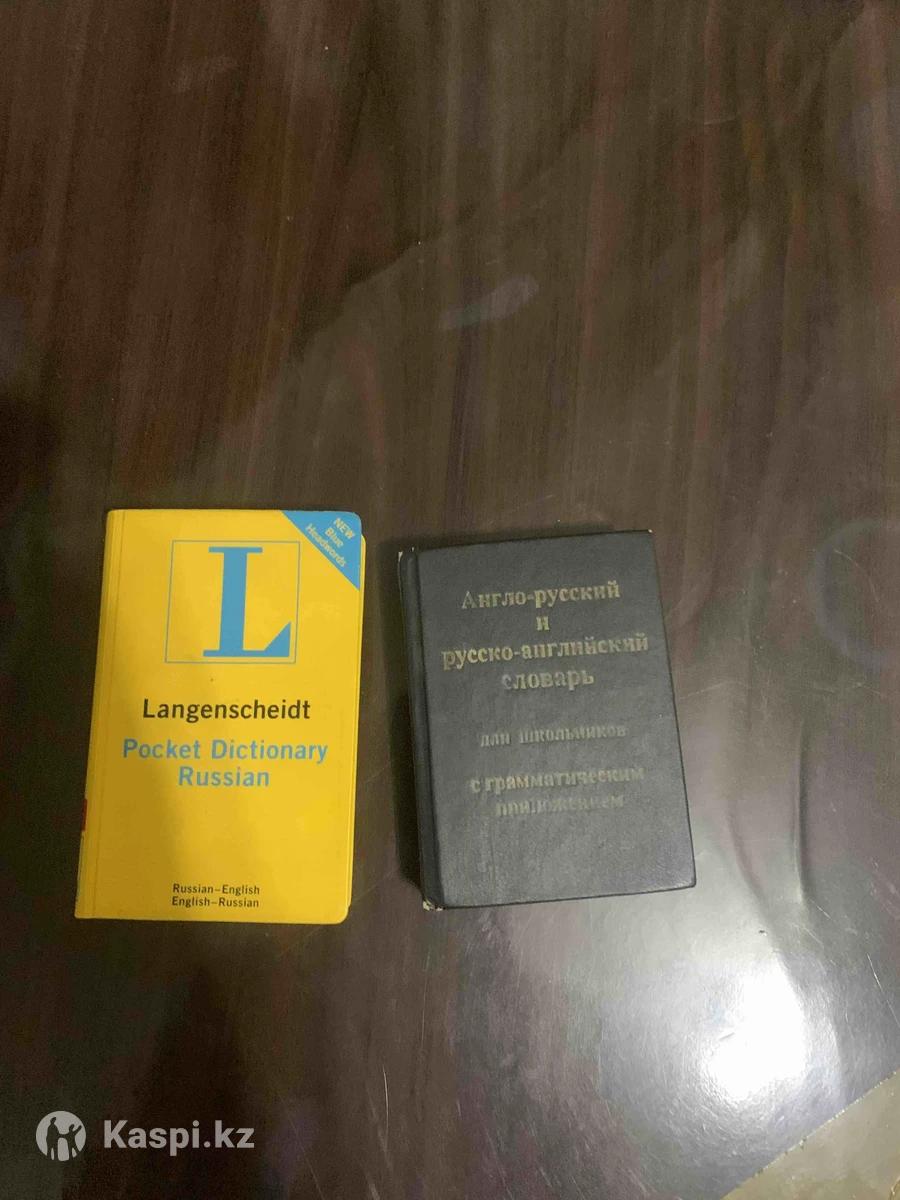 NEW
Blue
Headwords
L
Langenscheidt
Pocket Dictionary
Russian
Russian–English
English–Russian
Англо-русский
и
русско-английский
словарь
для школьников
с грамматическим
приложением
Kaspi.kz